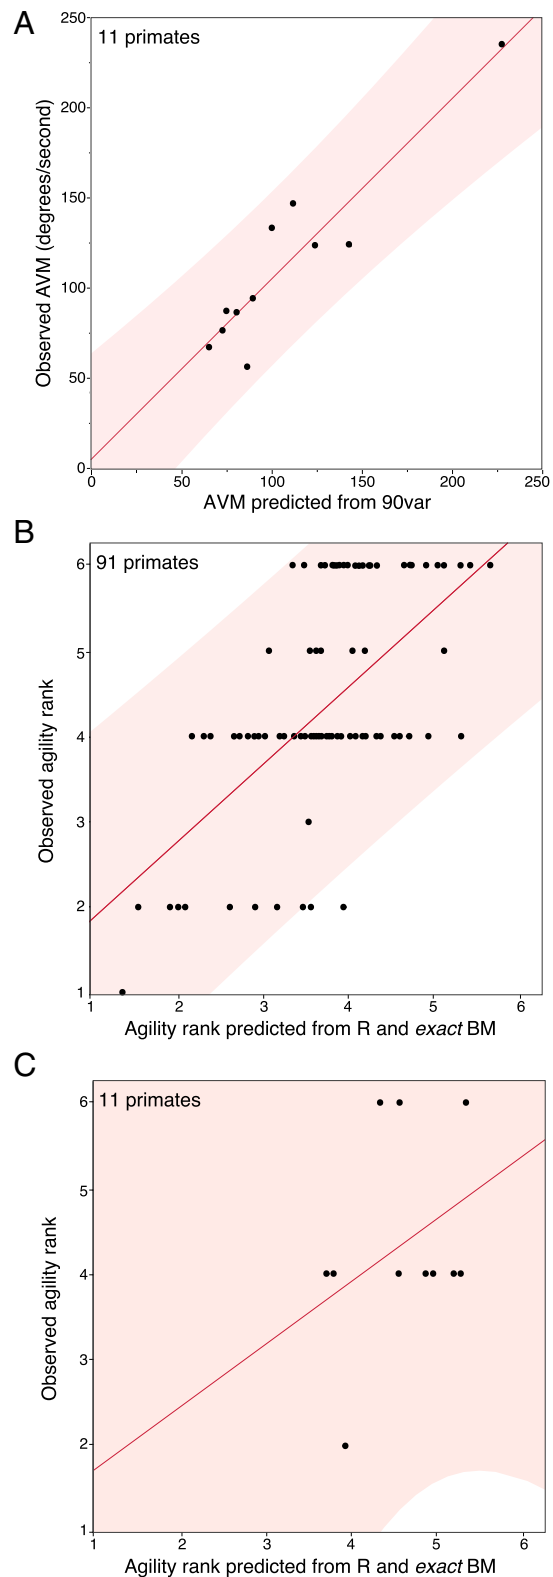 A
11 primates
250
200
150
100
50
0
Observed AVM (degrees/second)
0 50 100 150 200 250
AVM predicted from 90var
B
91 primates
6
5
4
3
2
1
Observed agility rank
1 2 3 4 5 6
Agility rank predicted from R and exact BM
C
11 primates
6
5
4
3
2
1
Observed agility rank
1 2 3 4 5 6
Agility rank predicted from R and exact BM